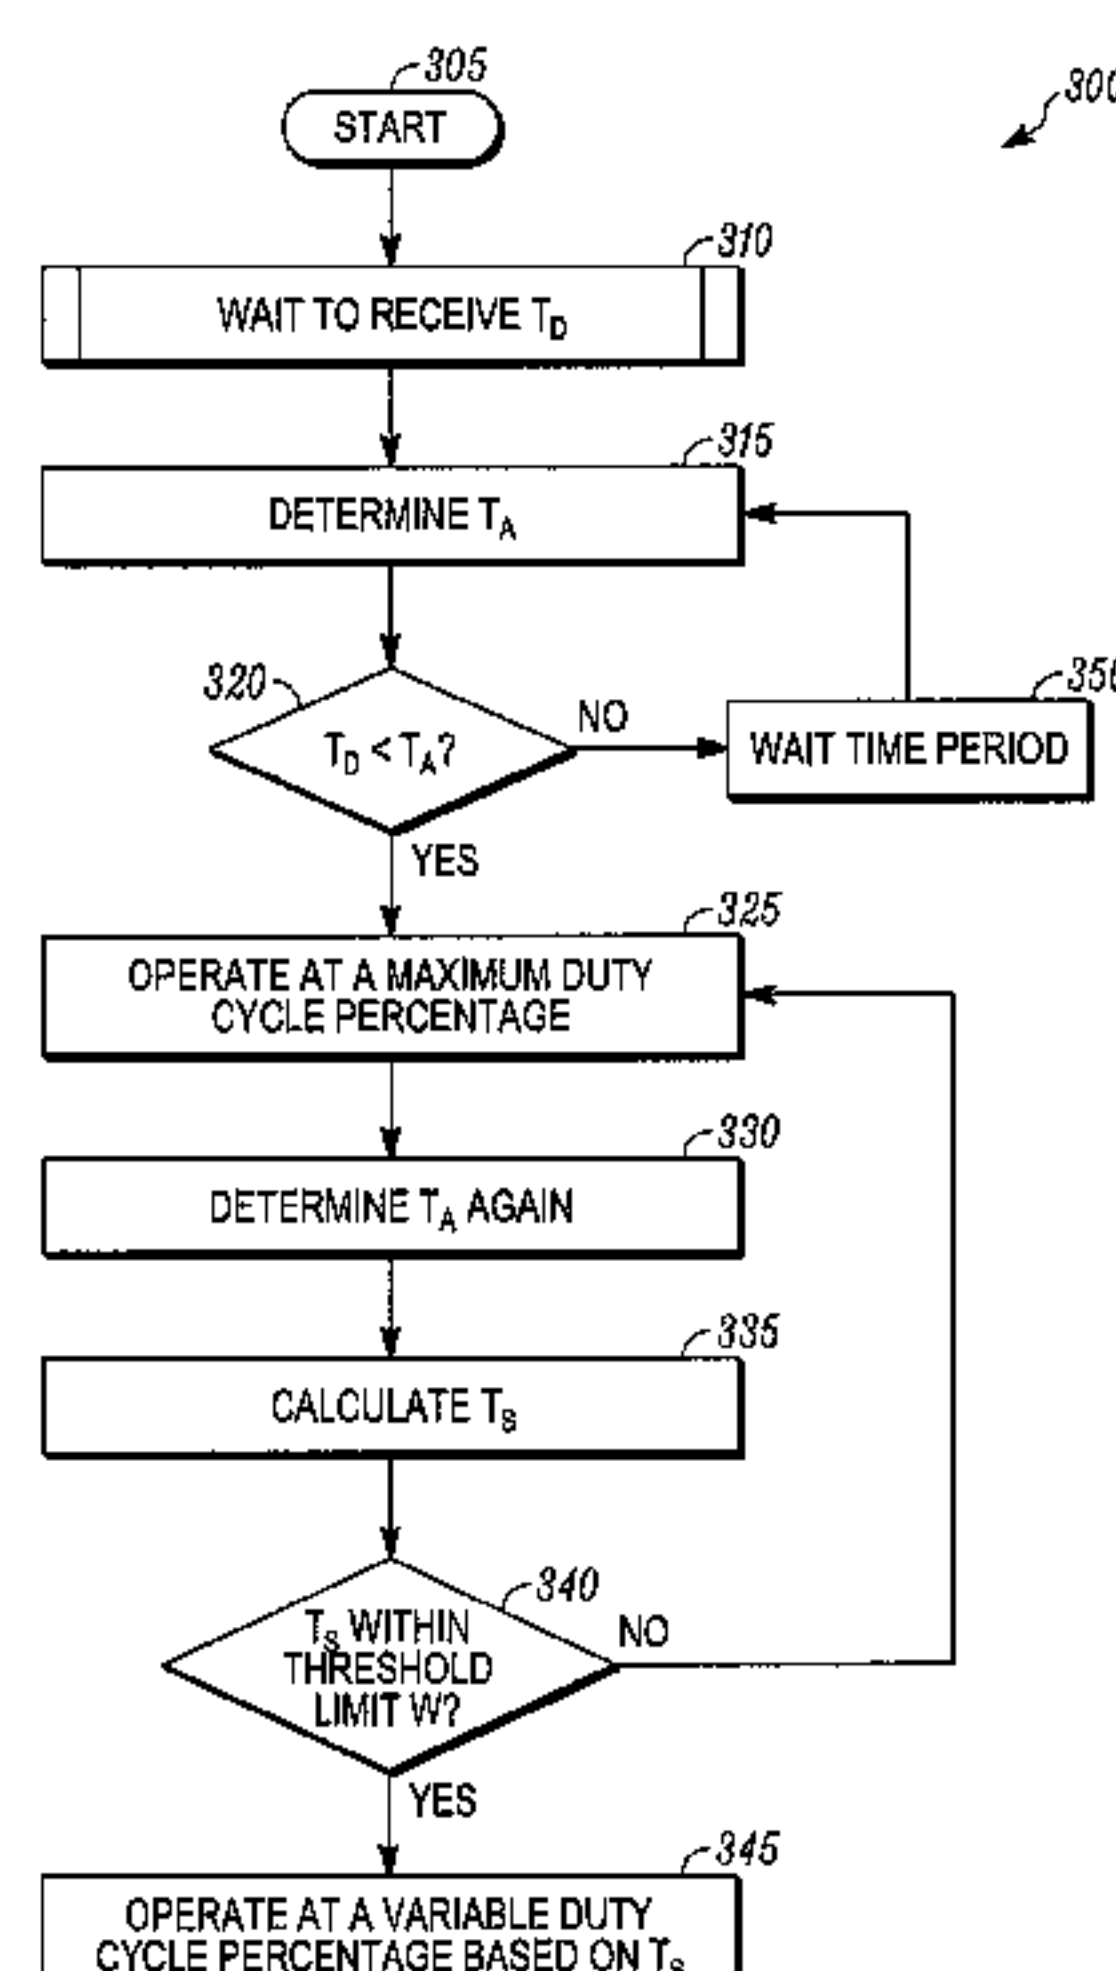 305
300
START
310
WAIT TO RECEIVE T_D
315
DETERMINE T_A
320
T_D < T_A?
NO
350
WAIT TIME PERIOD
YES
325
OPERATE AT A MAXIMUM DUTY
CYCLE PERCENTAGE
330
DETERMINE T_A AGAIN
335
CALCULATE T_S
340
T_S WITHIN
THRESHOLD
LIMIT W?
NO
YES
345
OPERATE AT A VARIABLE DUTY
CYCLE PERCENTAGE BASED ON T_S